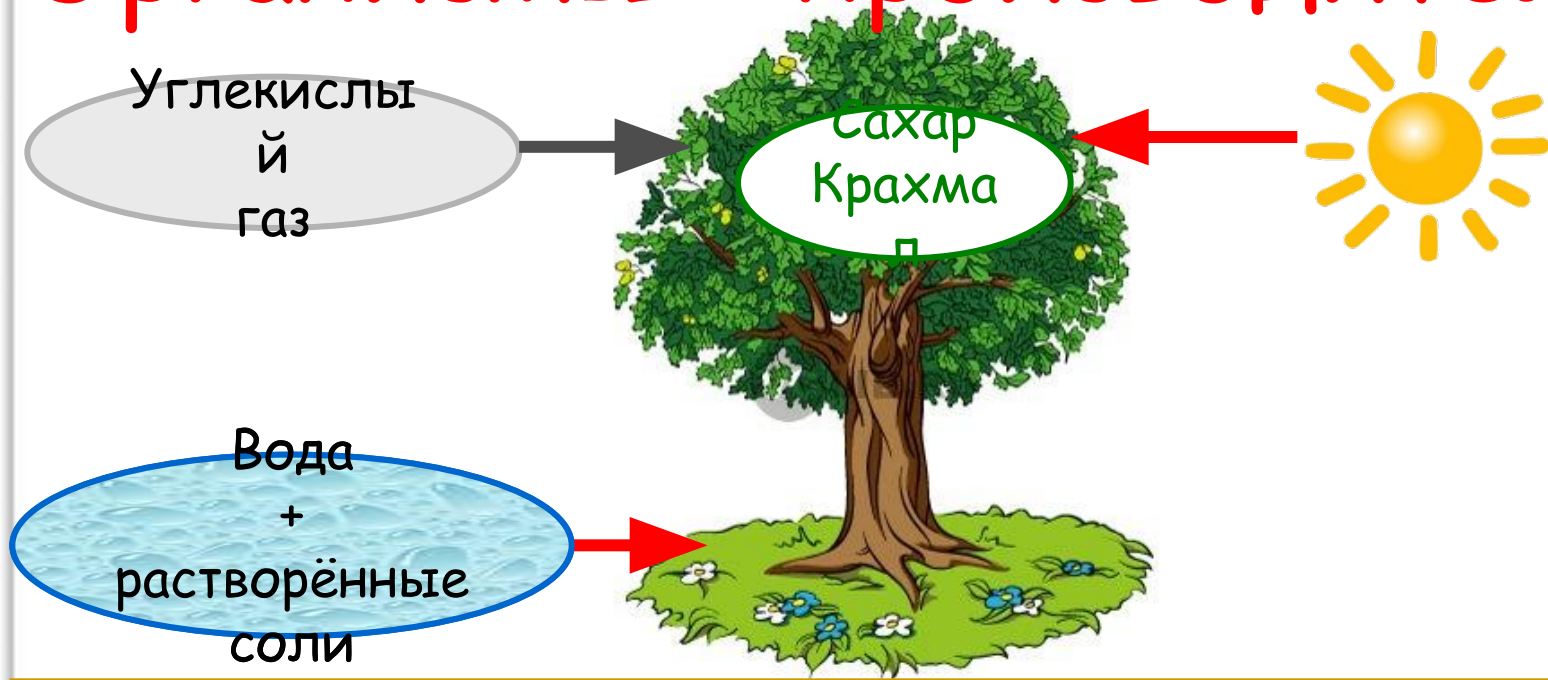 Углекислы
й
газ
Сахар
Крахма
л
Вода
+
растворённые
соли